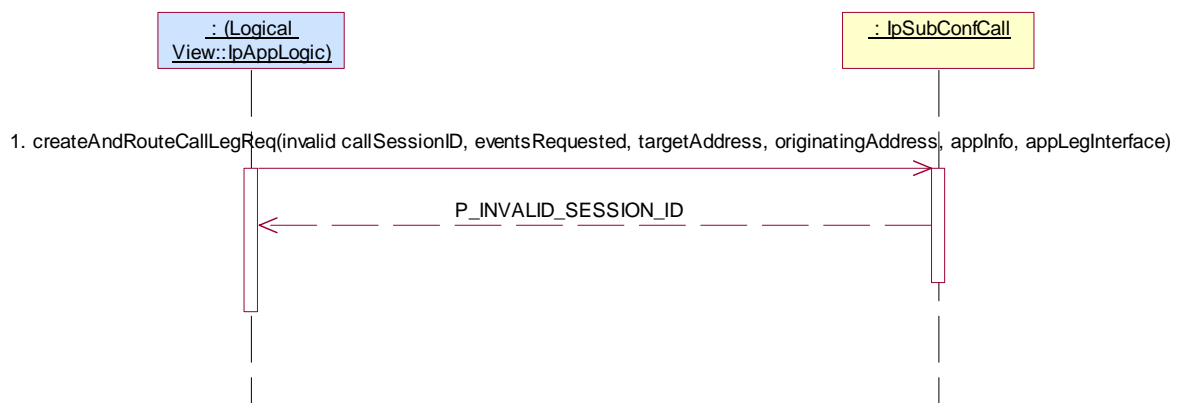 : (Logical
View::IpAppLogic)
: IpSubConfCall
1. createAndRouteCallLegReq(invalid callSessionID, eventsRequested, targetAddress, originatingAddress, appInfo, appLegInterface)
P_INVALID_SESSION_ID